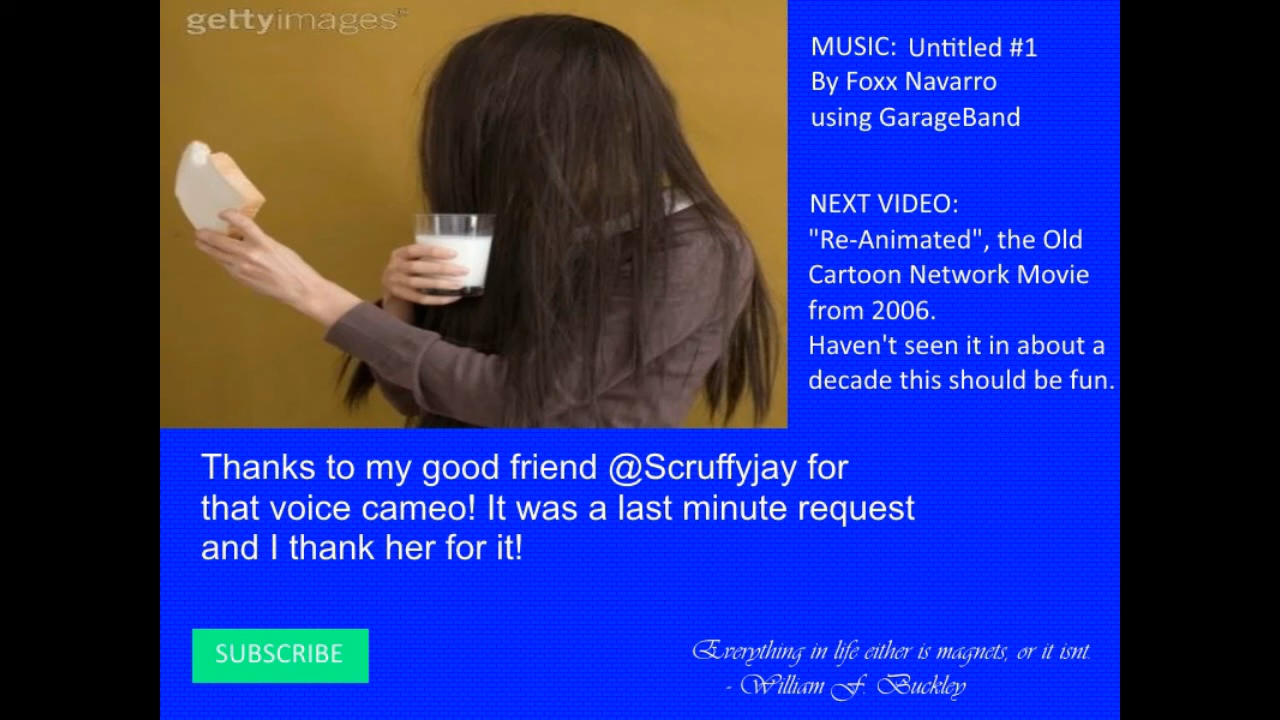 gettyimages™
MUSIC: Untitled #1
By Foxx Navarro
using GarageBand
NEXT VIDEO:
"Re-Animated", the Old
Cartoon Network Movie
from 2006.
Haven't seen it in about a
decade this should be fun.
Thanks to my good friend @Scruffyjay for
that voice cameo! It was a last minute request
and I thank her for it!
SUBSCRIBE
Everything in life either is magnets, or it isnt.
- William F. Buckley